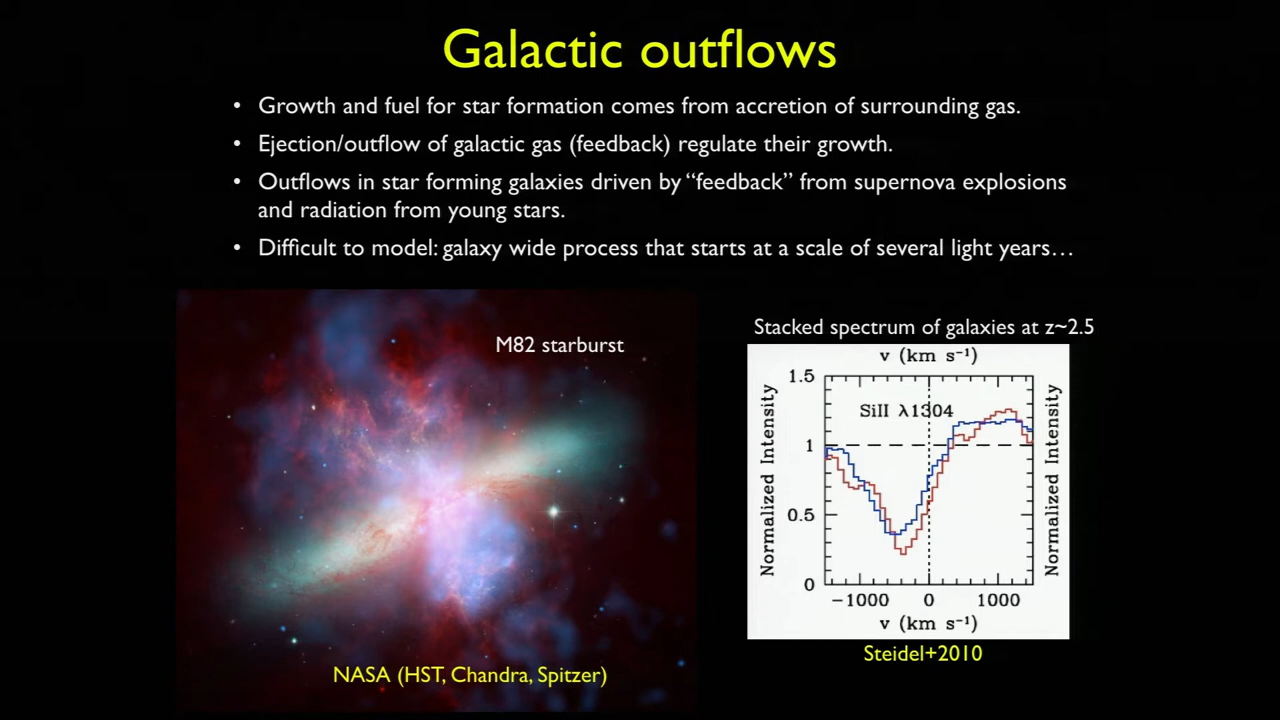 Galactic outflows
• Growth and fuel for star formation comes from accretion of surrounding gas.
• Ejection/outflow of galactic gas (feedback) regulate their growth.
• Outflows in star forming galaxies driven by “feedback” from supernova explosions
and radiation from young stars.
• Difficult to model: galaxy wide process that starts at a scale of several light years…
M82 starburst
NASA (HST, Chandra, Spitzer)
Stacked spectrum of galaxies at z~2.5
v (km s⁻¹)
1.5
SiII λ1304
1
0.5
0
Normalized Intensity
Normalized Intensity
−1000 0 1000
v (km s⁻¹)
Steidel+2010